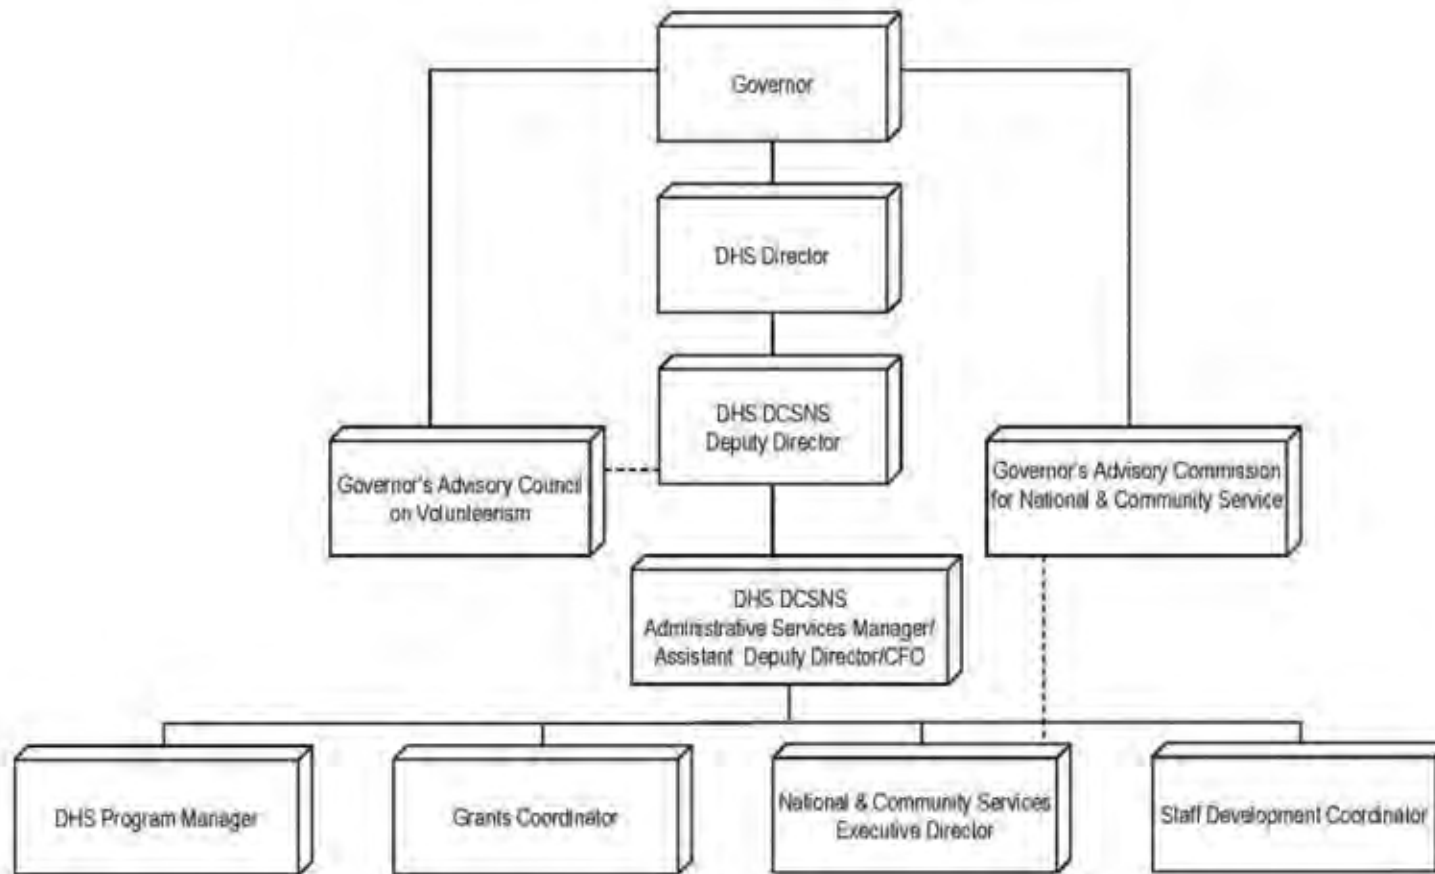 Governor
DHS Director
DHS DCSNS
Deputy Director
Governor's Advisory Council
on Volunteerism
Governor's Advisory Commission
for National & Community Service
DHS DCSNS
Administrative Services Manager/
Assistant Deputy Director/CFO
DHS Program Manager
Grants Coordinator
National & Community Services
Executive Director
Staff Development Coordinator